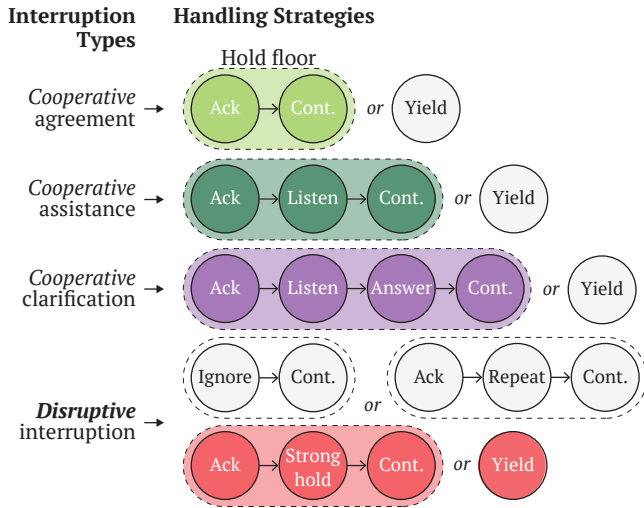 Interruption Types
Handling Strategies
Hold floor
Cooperative agreement
Ack
Cont.
or
Yield
Cooperative assistance
Ack
Listen
Cont.
or
Yield
Cooperative clarification
Ack
Listen
Answer
Cont.
or
Yield
Disruptive interruption
Ignore
Cont.
or
Ack
Repeat
Cont.
Ack
Strong hold
Cont.
or
Yield